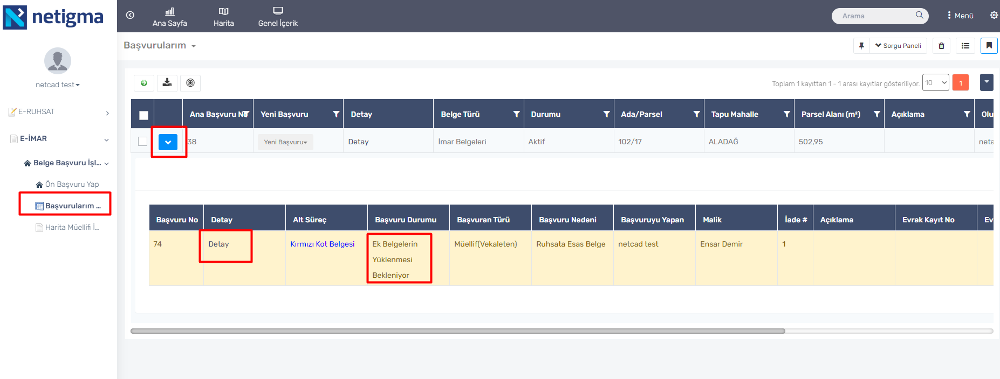 netigma
Ana Sayfa
Harita
Genel İçerik
Arama
Menü
netcad test
E-RUHSAT
E-İMAR
Belge Başvuru İşl...
Ön Başvuru Yap
Başvurularım ...
Harita Müellifi İ...
Başvurularım
Sorgu Paneli
Toplam 1 kayıttan 1 - 1 arası kayıtlar gösteriliyor. 10 1
Ana Başvuru No Yeni Başvuru Detay Belge Türü Durumu Ada/Parsel Tapu Mahalle Parsel Alanı (m²) Açıklama Olu
38 Yeni Başvuru Detay İmar Belgeleri Aktif 102/17 ALADAĞ 502,95 neta
Başvuru No Detay Alt Süreç Başvuru Durumu Başvuran Türü Başvuru Nedeni Başvuruyu Yapan Malik İade # Açıklama Evrak Kayıt No Ev
74 Detay Kırmızı Kot Belgesi Ek Belgelerin Müellif(Vekaleten) Ruhsata Esas Belge netcad test Ensar Demir 1
Yüklenmesi
Bekleniyor